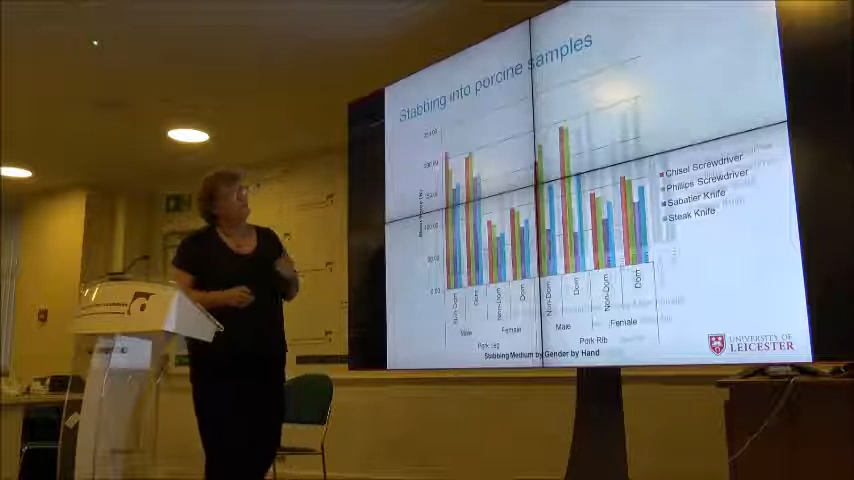 Stabbing into porcine samples
Chisel Screwdriver
Phillips Screwdriver
Sabatier Knife
Steak Knife
Non-Dom
Dom
Non-Dom
Dom
Non-Dom
Dom
Non-Dom
Dom
Male
Female
Male
Female
Pork Leg
Pork Rib
Stabbing Medium by Gender by Hand
UNIVERSITY OF
LEICESTER